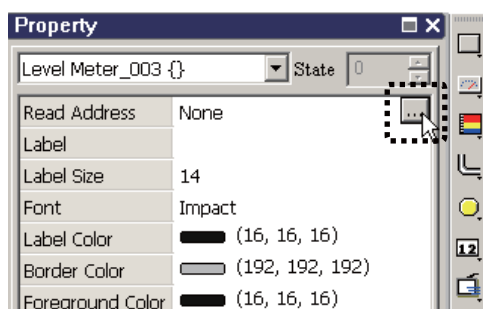 Property
Level Meter_003 {} State 0
Read Address None ...
Label
Label Size 14
Font Impact
Label Color (16, 16, 16)
Border Color (192, 192, 192)
Foreground Color (16, 16, 16)
12